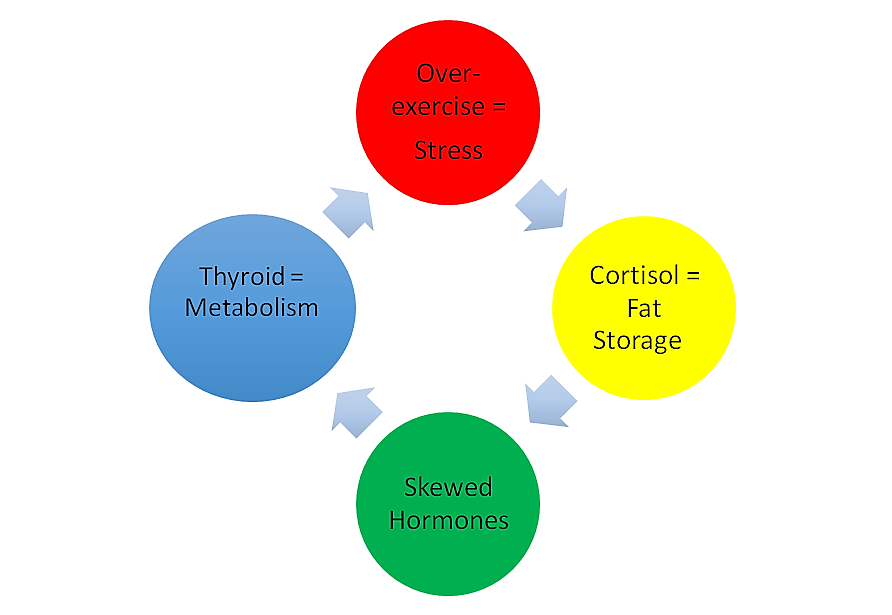 Over-
exercise =
Stress
Cortisol =
Fat
Storage
Skewed
Hormones
Thyroid =
Metabolism